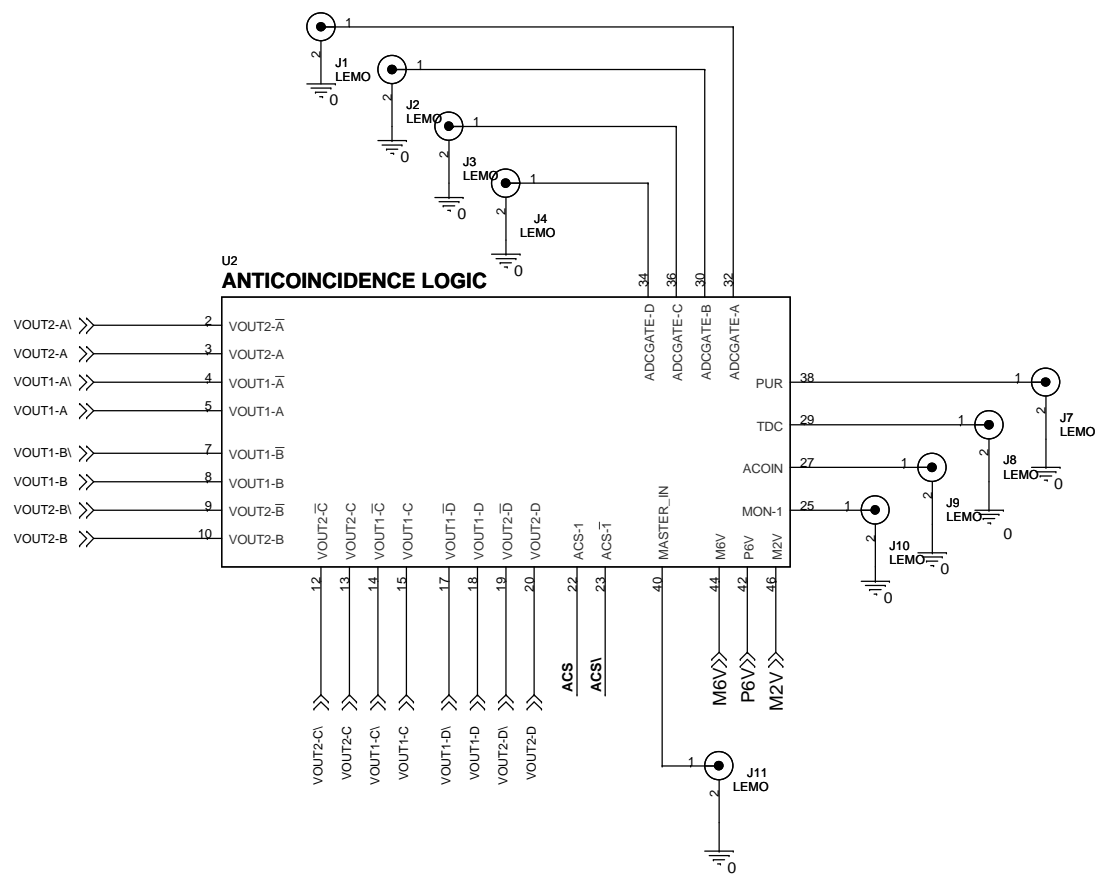 1
2
J1
LEMO
0
1
2
J2
LEMO
0
1
2
J3
LEMO
0
1
2
J4
LEMO
0
U2
ANTICOINCIDENCE LOGIC
34
36
30
32
ADCGATE-D
ADCGATE-C
ADCGATE-B
ADCGATE-A
VOUT2-A\ 2 VOUT2-A̅
VOUT2-A 3 VOUT2-A
VOUT1-A\ 4 VOUT1-A̅
VOUT1-A 5 VOUT1-A
VOUT1-B\ 7 VOUT1-B̅
VOUT1-B 8 VOUT1-B
VOUT2-B\ 9 VOUT2-B̅
VOUT2-B 10 VOUT2-B
PUR 38 1
2
J7
LEMO
0
TDC 29 1
2
J8
LEMO
0
ACOIN 27 1
2
J9
LEMO
0
MON-1 25 1
2
J10
LEMO
0
VOUT2-C̅
VOUT2-C
VOUT1-C̅
VOUT1-C
VOUT1-D̅
VOUT1-D
VOUT2-D̅
VOUT2-D
ACS-1
ACS-1̅
MASTER_IN
M6V
P6V
M2V
12
13
14
15
17
18
19
20
22
23
40
44
42
46
VOUT2-C\
VOUT2-C
VOUT1-C\
VOUT1-C
VOUT1-D\
VOUT1-D
VOUT2-D\
VOUT2-D
ACS
ACS\
M6V
P6V
M2V
1
2
J11
LEMO
0